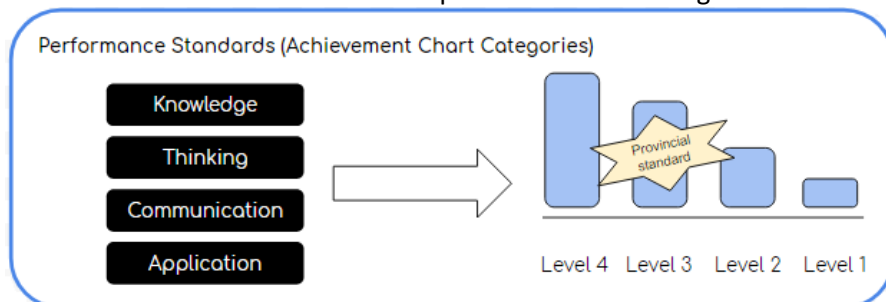 Performance Standards (Achievement Chart Categories)
Knowledge
Thinking
Communication
Application
Provincial
standard
Level 4 Level 3 Level 2 Level 1